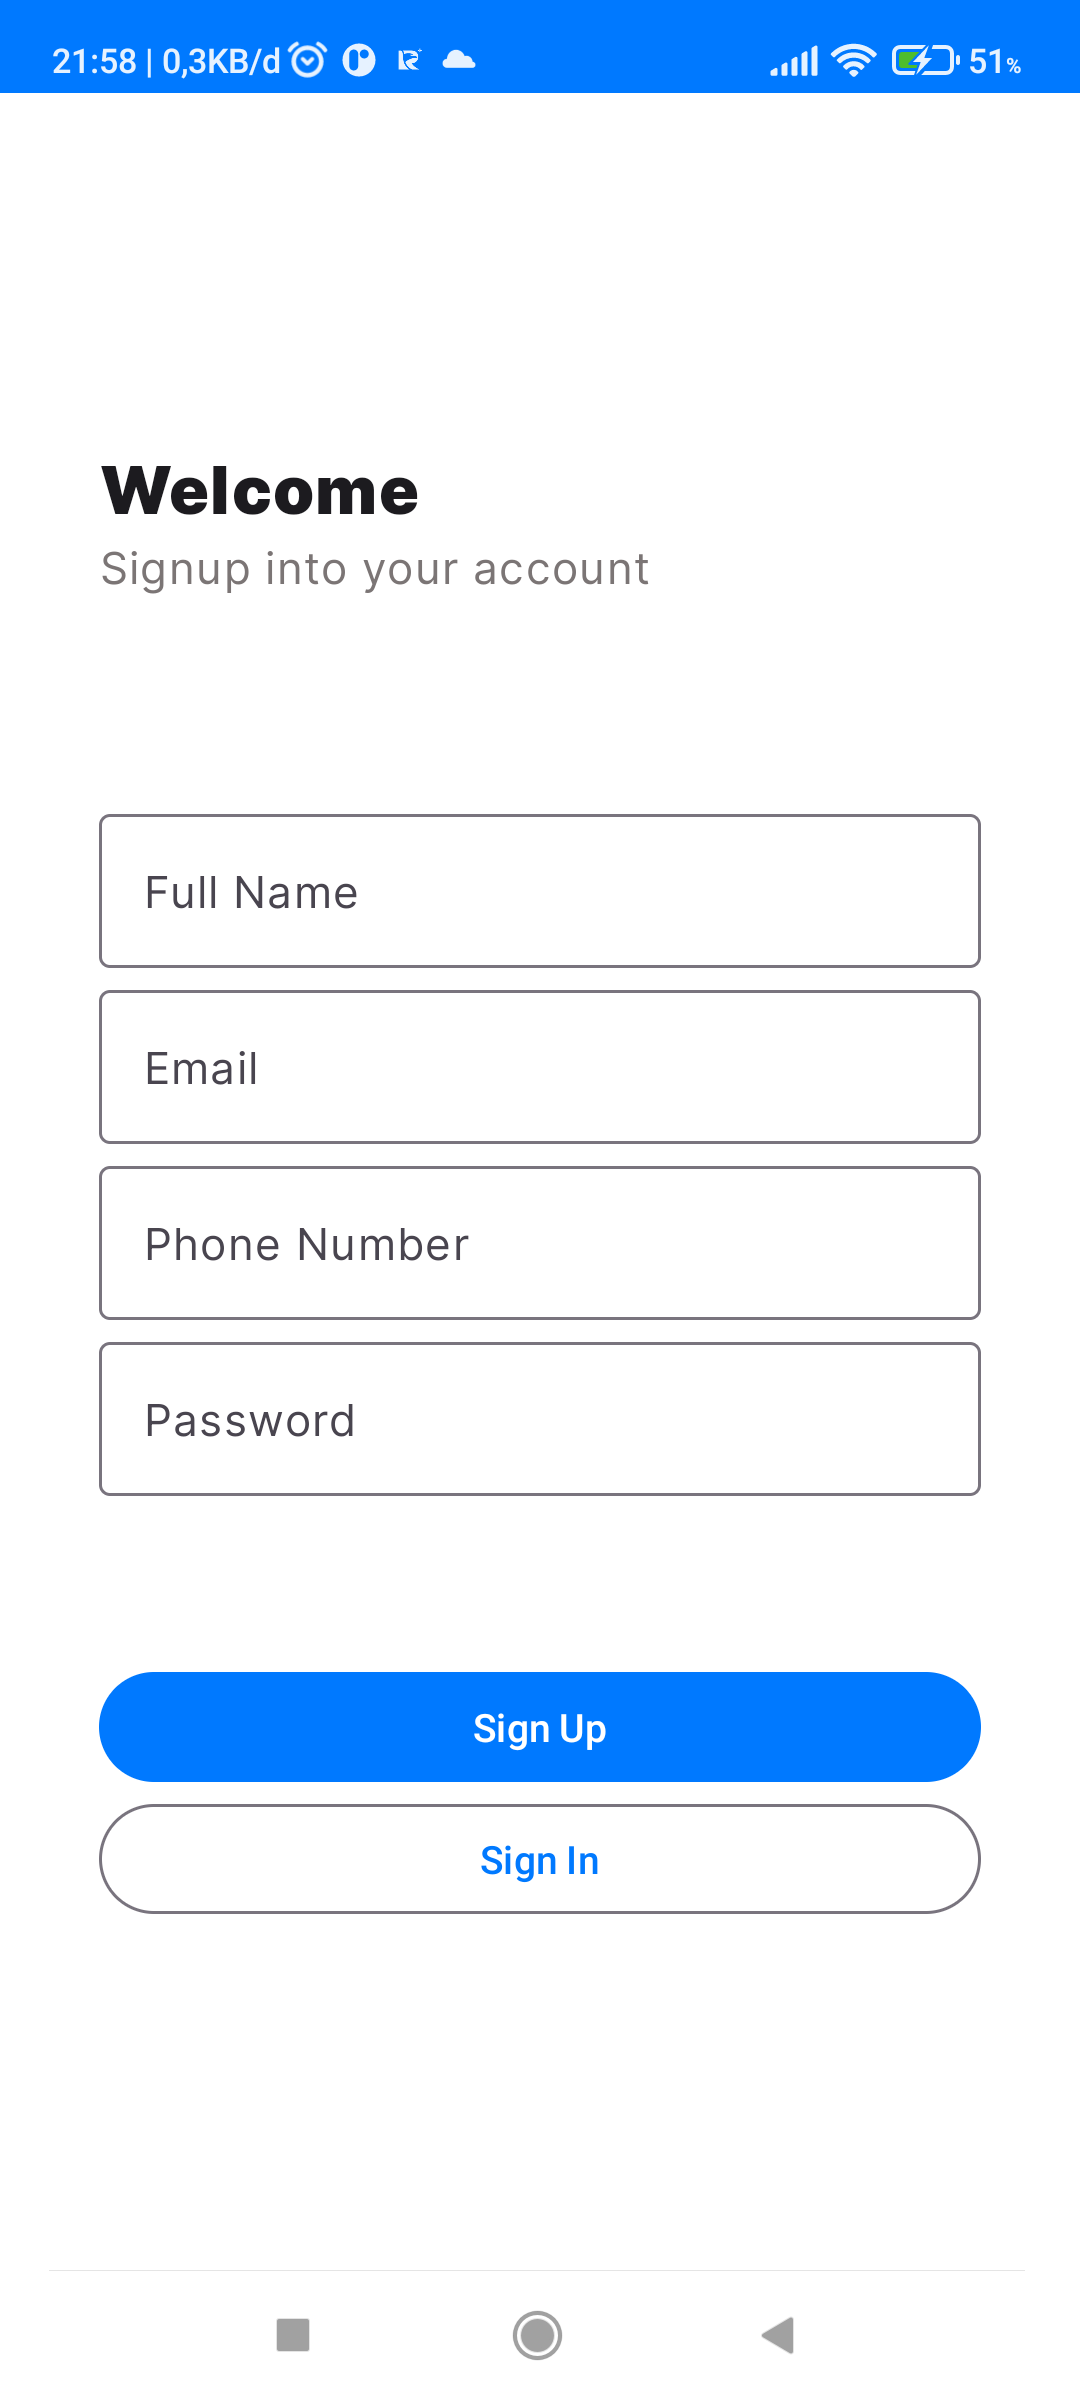 21:58 | 0,3KB/d
51%
Welcome
Signup into your account
Full Name
Email
Phone Number
Password
Sign Up
Sign In